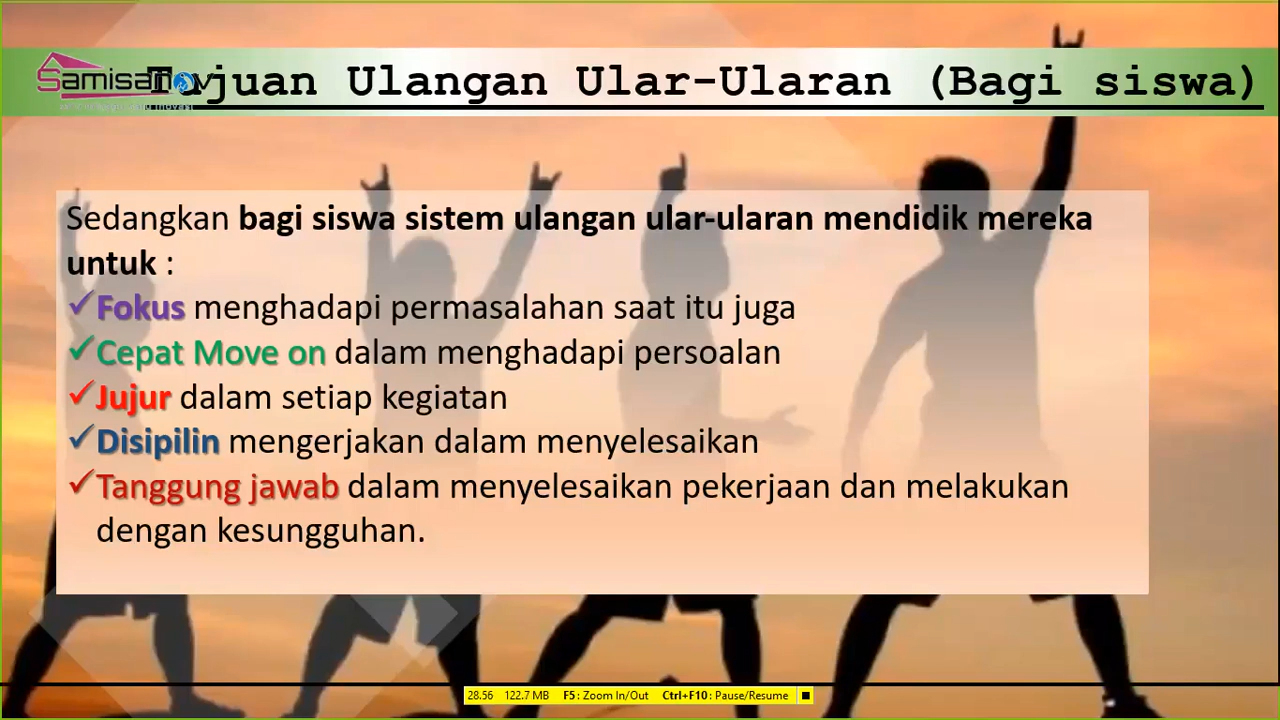 Samisanov
Tujuan Ulangan Ular-Ularan (Bagi siswa)
Sedangkan bagi siswa sistem ulangan ular-ularan mendidik mereka
untuk :
✓Fokus menghadapi permasalahan saat itu juga
✓Cepat Move on dalam menghadapi persoalan
✓Jujur dalam setiap kegiatan
✓Disipilin mengerjakan dalam menyelesaikan
✓Tanggung jawab dalam menyelesaikan pekerjaan dan melakukan
dengan kesungguhan.
28.56 122.7 MB F5: Zoom In/Out Ctrl+F10: Pause/Resume